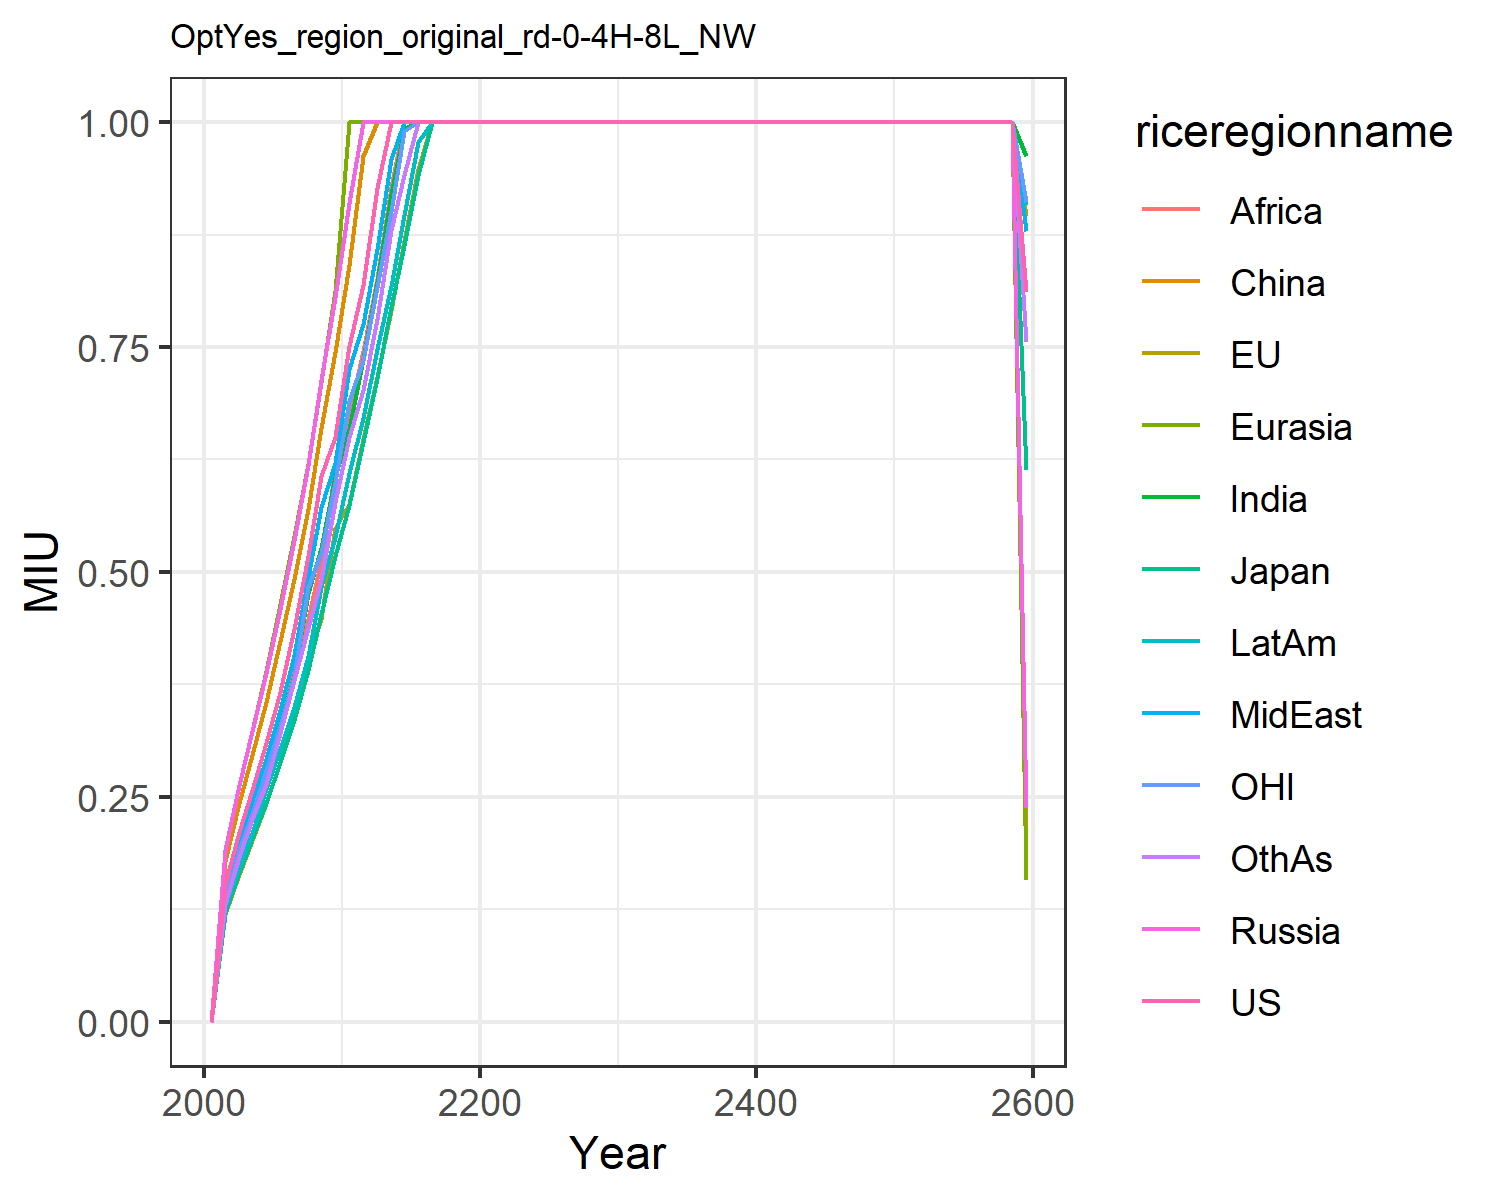 OptYes_region_original_rd-0-4H-8L_NW
1.00
0.75
0.50
0.25
0.00
MIU
2000 2200 2400 2600
Year
riceregionname
Africa
China
EU
Eurasia
India
Japan
LatAm
MidEast
OHI
OthAs
Russia
US